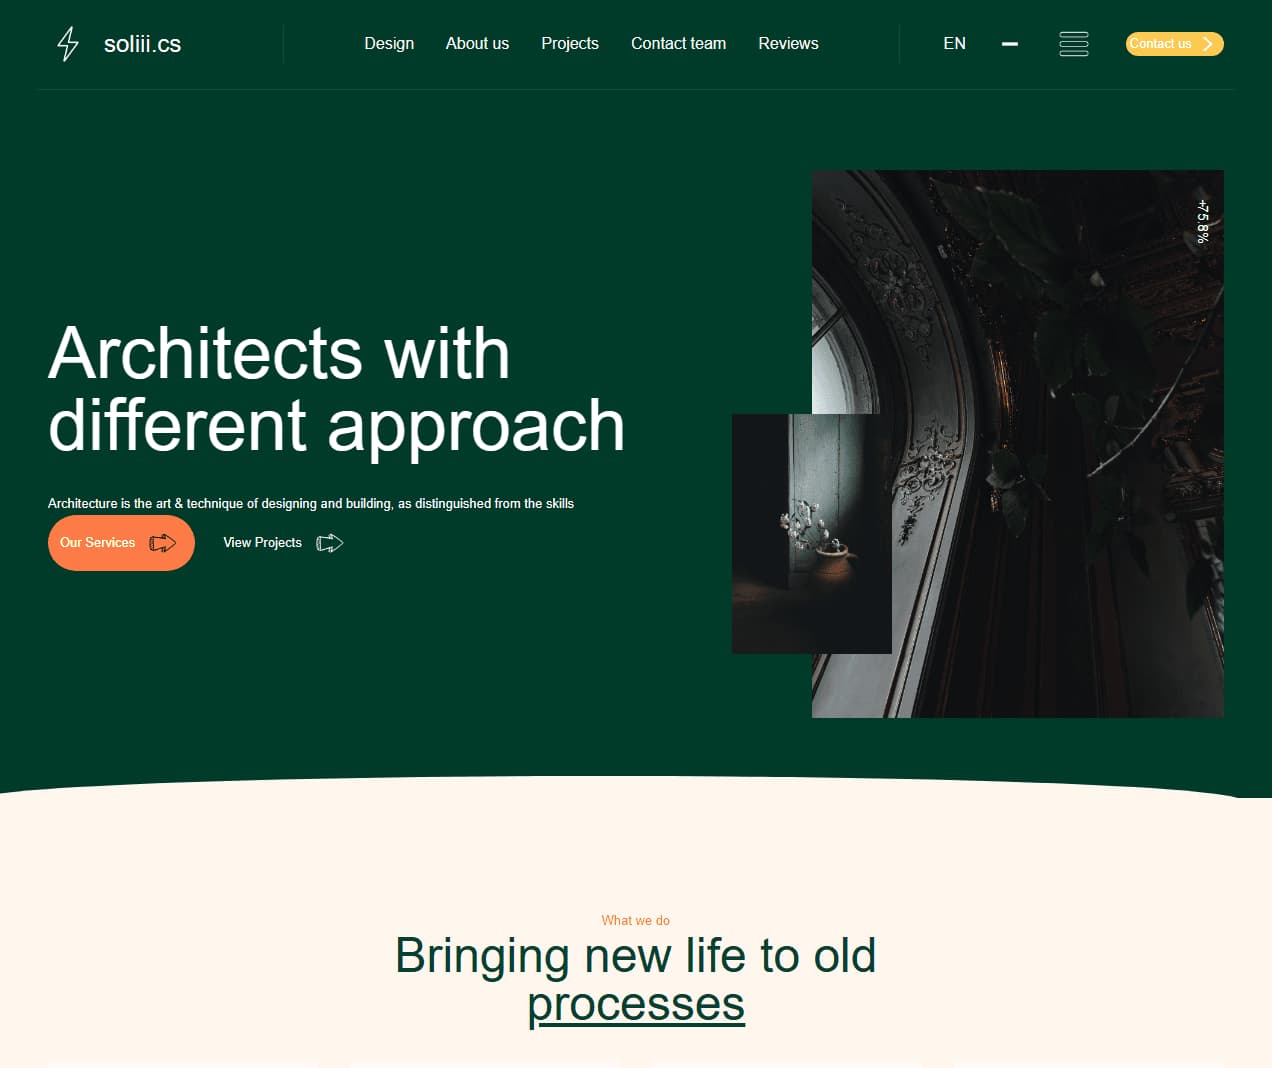 soliii.cs
Design About us Projects Contact team Reviews
EN
Contact us
+75.8%
Architects with
different approach
Architecture is the art & technique of designing and building, as distinguished from the skills
Our Services
View Projects
What we do
Bringing new life to old
processes